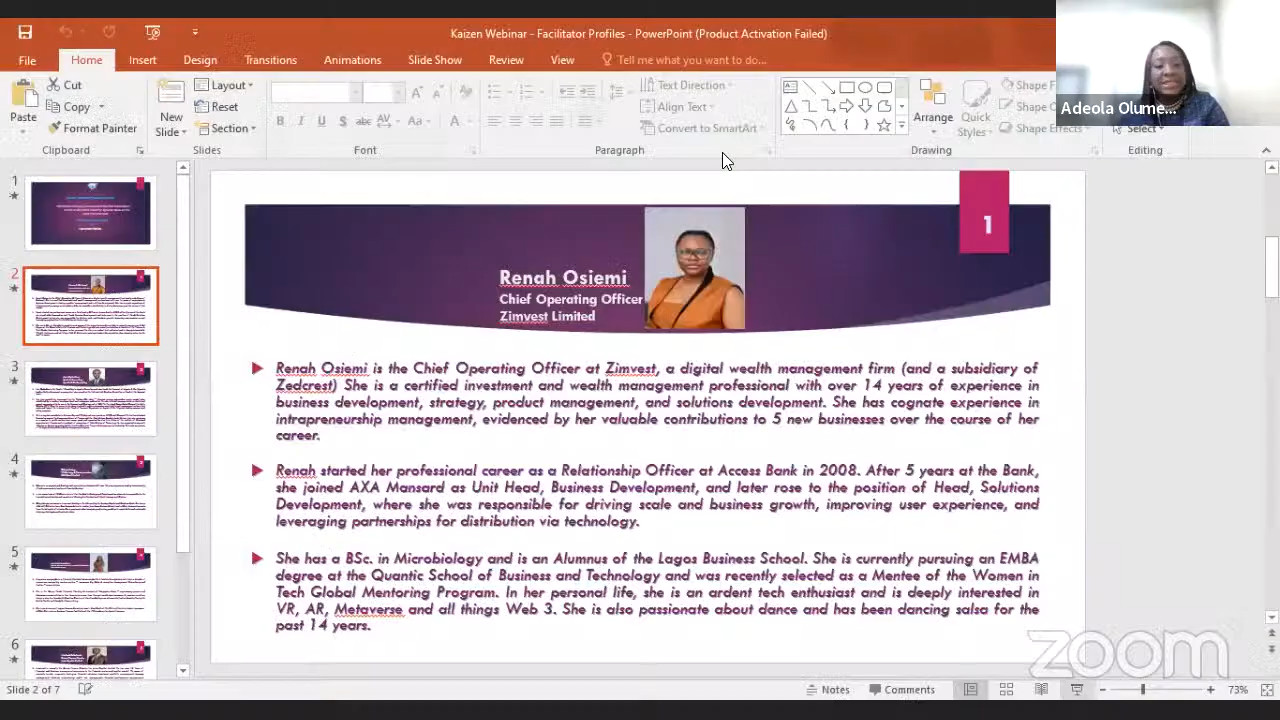 Kaizen Webinar - Facilitator Profiles - PowerPoint (Product Activation Failed)
File Home Insert Design Transitions Animations Slide Show Review View Tell me what you want to do...
Adeola Olume...
Paste
Cut
Copy
Format Painter
Clipboard
New
Slide
Layout
Reset
Section
Slides
B I U S abc AV Aa A A
Font
Text Direction
Align Text
Convert to SmartArt
Paragraph
Arrange
Quick
Styles
Shape F
Shape O
Shape Effects
Drawing
Select
Editing
1
2
3
4
5
6
1
Renah Osiemi
Chief Operating Officer
Zimvest Limited
Renah Osiemi is the Chief Operating Officer at Zimvest, a digital wealth management firm (and a subsidiary of
Zedcrest) She is a certified investment and wealth management professional with over 14 years of experience in
business development, strategy, product management, and solutions development. She has cognate experience in
intrapreneurship management, evidenced by her valuable contributions to 5 new businesses over the course of her
career.
Renah started her professional career as a Relationship Officer at Access Bank in 2008. After 5 years at the Bank,
she joined AXA Mansard as Unit Head, Business Development, and later rose to the position of Head, Solutions
Development, where she was responsible for driving scale and business growth, improving user experience, and
leveraging partnerships for distribution via technology.
She has a BSc. in Microbiology and is an Alumnus of the Lagos Business School. She is currently pursuing an EMBA
degree at the Quantic School of Business and Technology and was recently selected as a Mentee of the Women in
Tech Global Mentoring Program. In her personal life, she is an ardent tech enthusiast and is deeply interested in
VR, AR, Metaverse and all things Web 3. She is also passionate about dance and has been dancing salsa for the
past 14 years.
zoom
Slide 2 of 7
Notes
Comments
73%